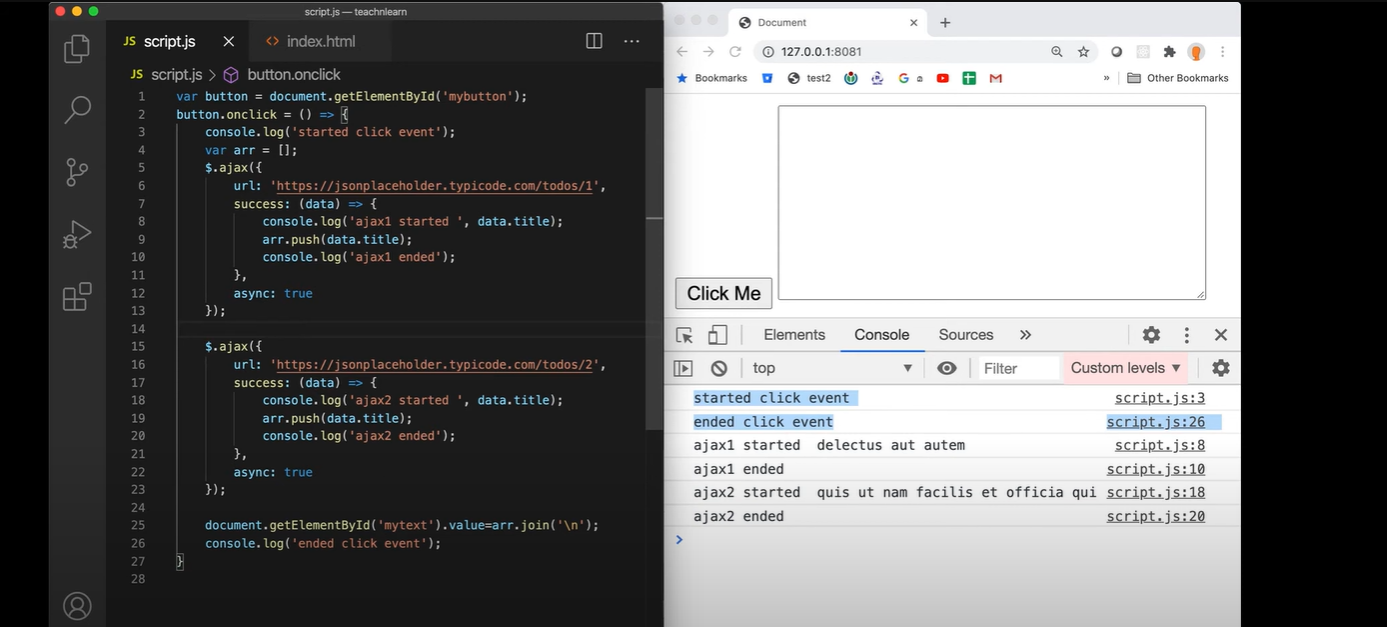 script.js — teachnlearn
JS script.js
<> index.html
JS script.js > button.onclick
1 var button = document.getElementById('mybutton');
2 button.onclick = () => {
3 console.log('started click event');
4 var arr = [];
5 $.ajax({
6 url: 'https://jsonplaceholder.typicode.com/todos/1',
7 success: (data) => {
8 console.log('ajax1 started ', data.title);
9 arr.push(data.title);
10 console.log('ajax1 ended');
11 },
12 async: true
13 });
14
15 $.ajax({
16 url: 'https://jsonplaceholder.typicode.com/todos/2',
17 success: (data) => {
18 console.log('ajax2 started ', data.title);
19 arr.push(data.title);
20 console.log('ajax2 ended');
21 },
22 async: true
23 });
24
25 document.getElementById('mytext').value=arr.join('\n');
26 console.log('ended click event');
27 }
28
Document
127.0.0.1:8081
Bookmarks test2 G a » Other Bookmarks
Click Me
Elements Console Sources »
top Filter Custom levels
started click event script.js:3
ended click event script.js:26
ajax1 started delectus aut autem script.js:8
ajax1 ended script.js:10
ajax2 started quis ut nam facilis et officia qui script.js:18
ajax2 ended script.js:20
>